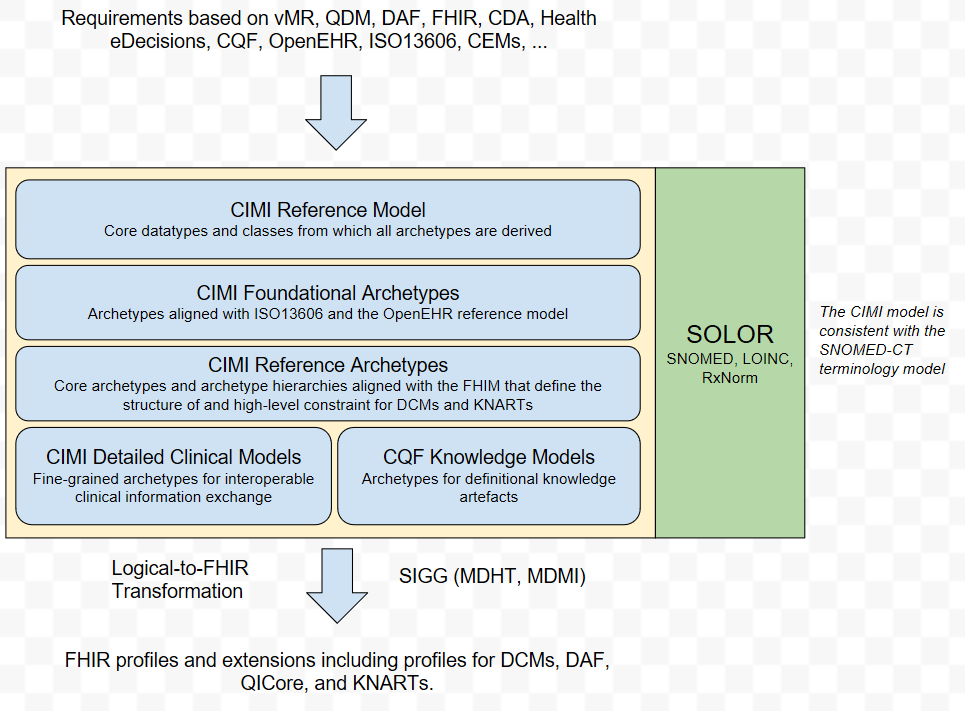 Requirements based on vMR, QDM, DAF, FHIR, CDA, Health
eDecisions, CQF, OpenEHR, ISO13606, CEMs, ...
CIMI Reference Model
Core datatypes and classes from which all archetypes are derived
CIMI Foundational Archetypes
Archetypes aligned with ISO13606 and the OpenEHR reference model
CIMI Reference Archetypes
Core archetypes and archetype hierarchies aligned with the FHIM that define the
structure of and high-level constraint for DCMs and KNARTs
CIMI Detailed Clinical Models
Fine-grained archetypes for interoperable
clinical information exchange
CQF Knowledge Models
Archetypes for definitional knowledge
artefacts
SOLOR
SNOMED, LOINC,
RxNorm
The CIMI model is
consistent with the
SNOMED-CT
terminology model
Logical-to-FHIR
Transformation
SIGG (MDHT, MDMI)
FHIR profiles and extensions including profiles for DCMs, DAF,
QICore, and KNARTs.